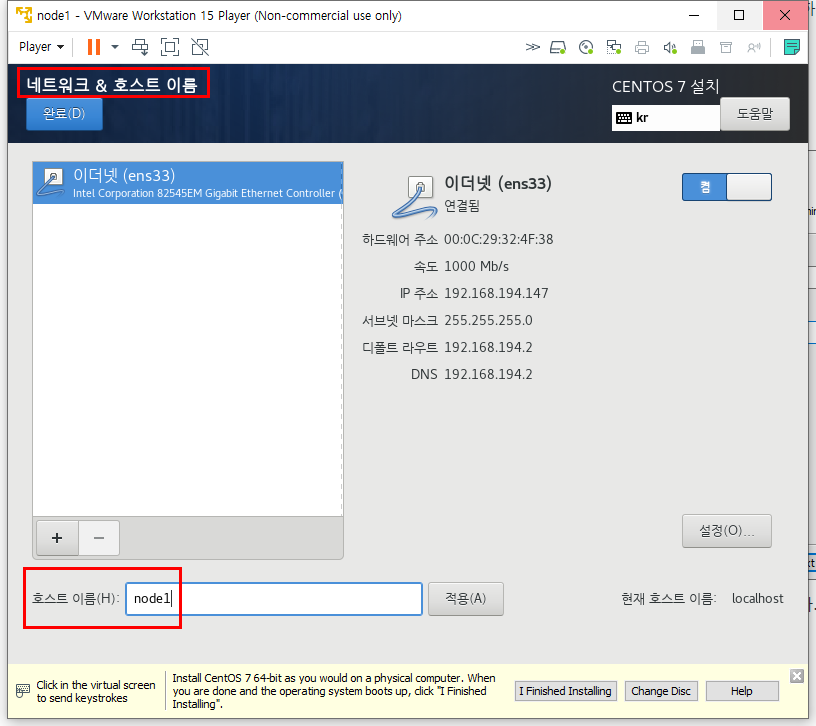 node1 - VMware Workstation 15 Player (Non-commercial use only)
Player
네트워크 & 호스트 이름
CENTOS 7 설치
완료(D)
kr
도움말
이더넷 (ens33)
Intel Corporation 82545EM Gigabit Ethernet Controller (
이더넷 (ens33)
연결됨
켬
하드웨어 주소 00:0C:29:32:4F:38
속도 1000 Mb/s
IP 주소 192.168.194.147
서브넷 마스크 255.255.255.0
디폴트 라우트 192.168.194.2
DNS 192.168.194.2
+ −
설정(O)...
호스트 이름(H): node1 적용(A) 현재 호스트 이름: localhost
Click in the virtual screen
to send keystrokes
Install CentOS 7 64-bit as you would on a physical computer. When
you are done and the operating system boots up, click "I Finished
Installing".
I Finished Installing
Change Disc
Help